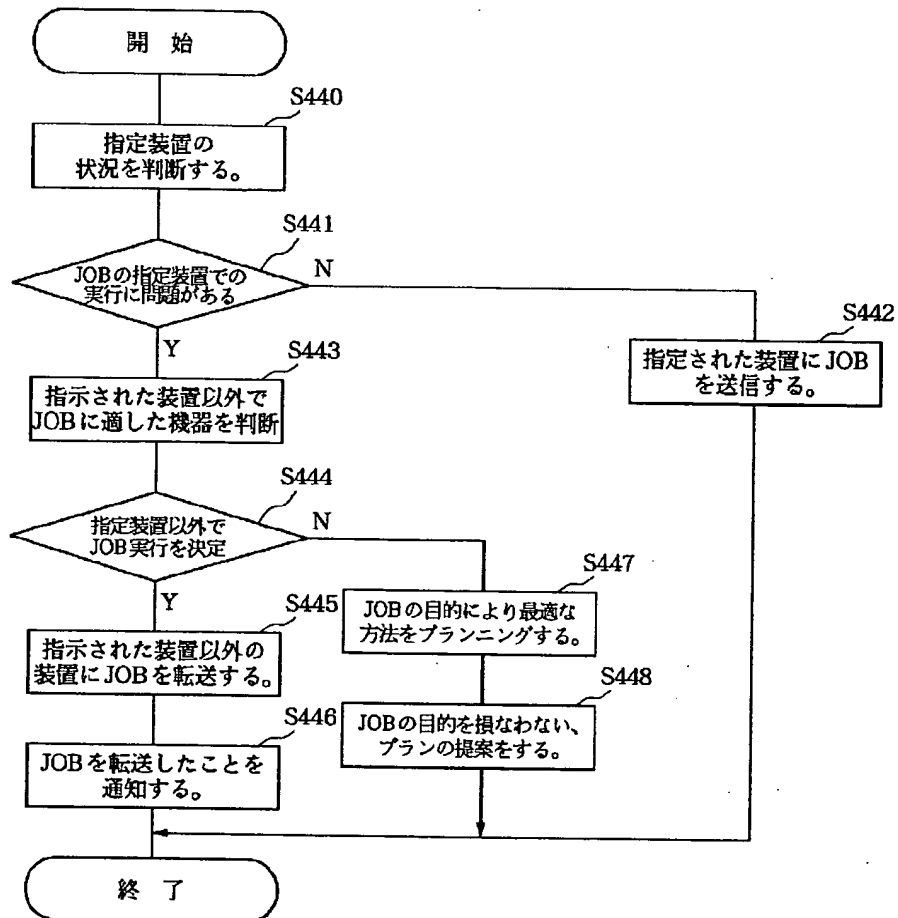 開 始
S440
指定装置の
状況を判断する。
S441
JOBの指定装置での
実行に問題がある
N
Y
S442
指定された装置にJOB
を送信する。
S443
指示された装置以外で
JOBに適した機器を判断
S444
指定装置以外で
JOB実行を決定
N
Y
S447
JOBの目的により最適な
方法をプランニングする。
S445
指示された装置以外の
装置にJOBを転送する。
S448
JOBの目的を損なわない、
プランの提案をする。
S446
JOBを転送したことを
通知する。
終 了